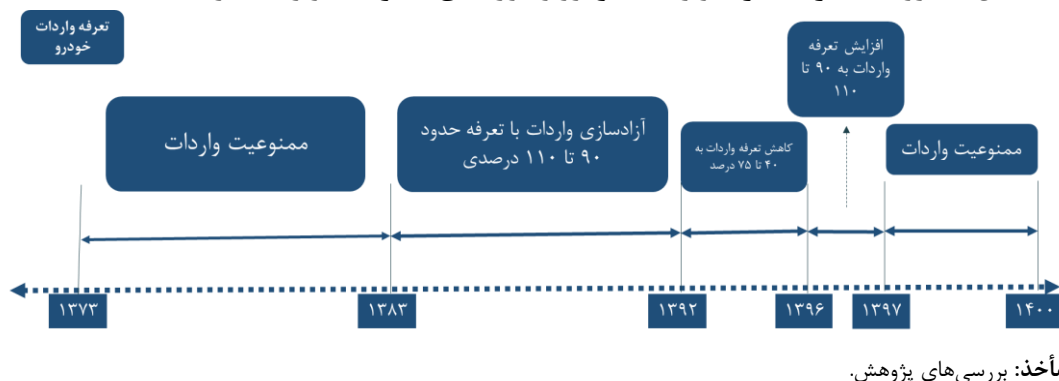 تعرفه واردات
خودرو
ممنوعیت واردات
آزادسازی واردات با تعرفه حدود
۹۰ تا ۱۱۰ درصدی
کاهش تعرفه واردات به
۴۰ تا ۷۵ درصد
افزایش تعرفه
واردات به ۹۰ تا
۱۱۰
ممنوعیت واردات
۱۳۷۳
۱۳۸۳
۱۳۹۲
۱۳۹۶
۱۳۹۷
۱۴۰۰
مأخذ: بررسی‌های پژوهش.